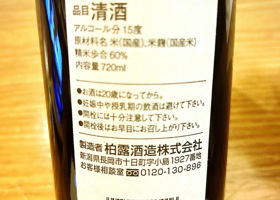 品目 清酒
アルコール分 15度
原材料名 米(国産)、米麹(国産米)
精米歩合 60%
内容量 720ml
●お酒は20歳になってから。
●妊娠中や授乳期の飲酒は避けて下さい。
●開栓には十分注意して下さい。
●開栓後はお早目にお召し上がり下さい。
製造者 柏露酒造株式会社
新潟県長岡市十日町字小島1927番地
お客様相談室 0120-130-896